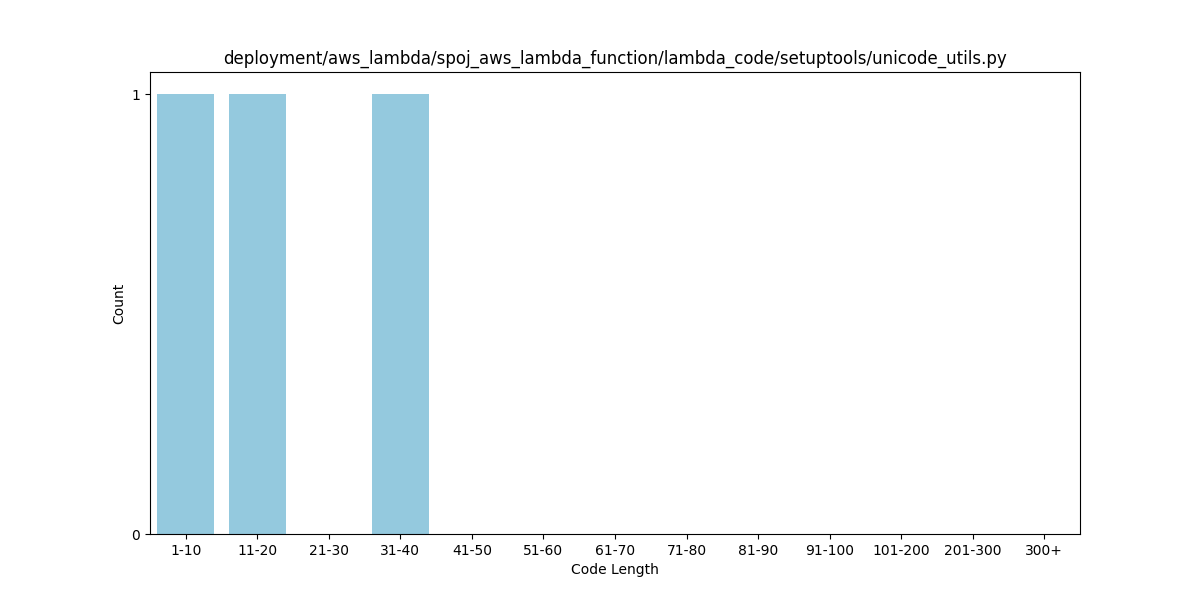 deployment/aws_lambda/spoj_aws_lambda_function/lambda_code/setuptools/unicode_utils.py
1
Count
0
1-10 11-20 21-30 31-40 41-50 51-60 61-70 71-80 81-90 91-100 101-200 201-300 300+
Code Length